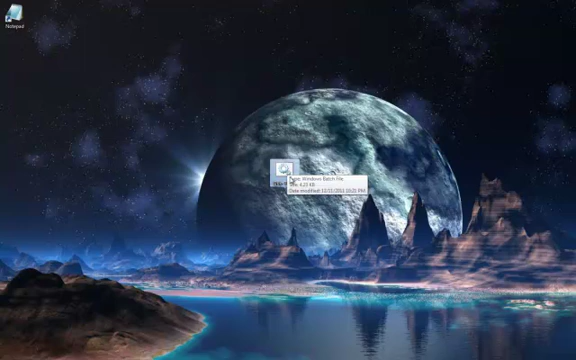 Notepad
Type: Windows Batch File
Size: 4.23 KB
Date modified: 12/11/2011 10:21 PM